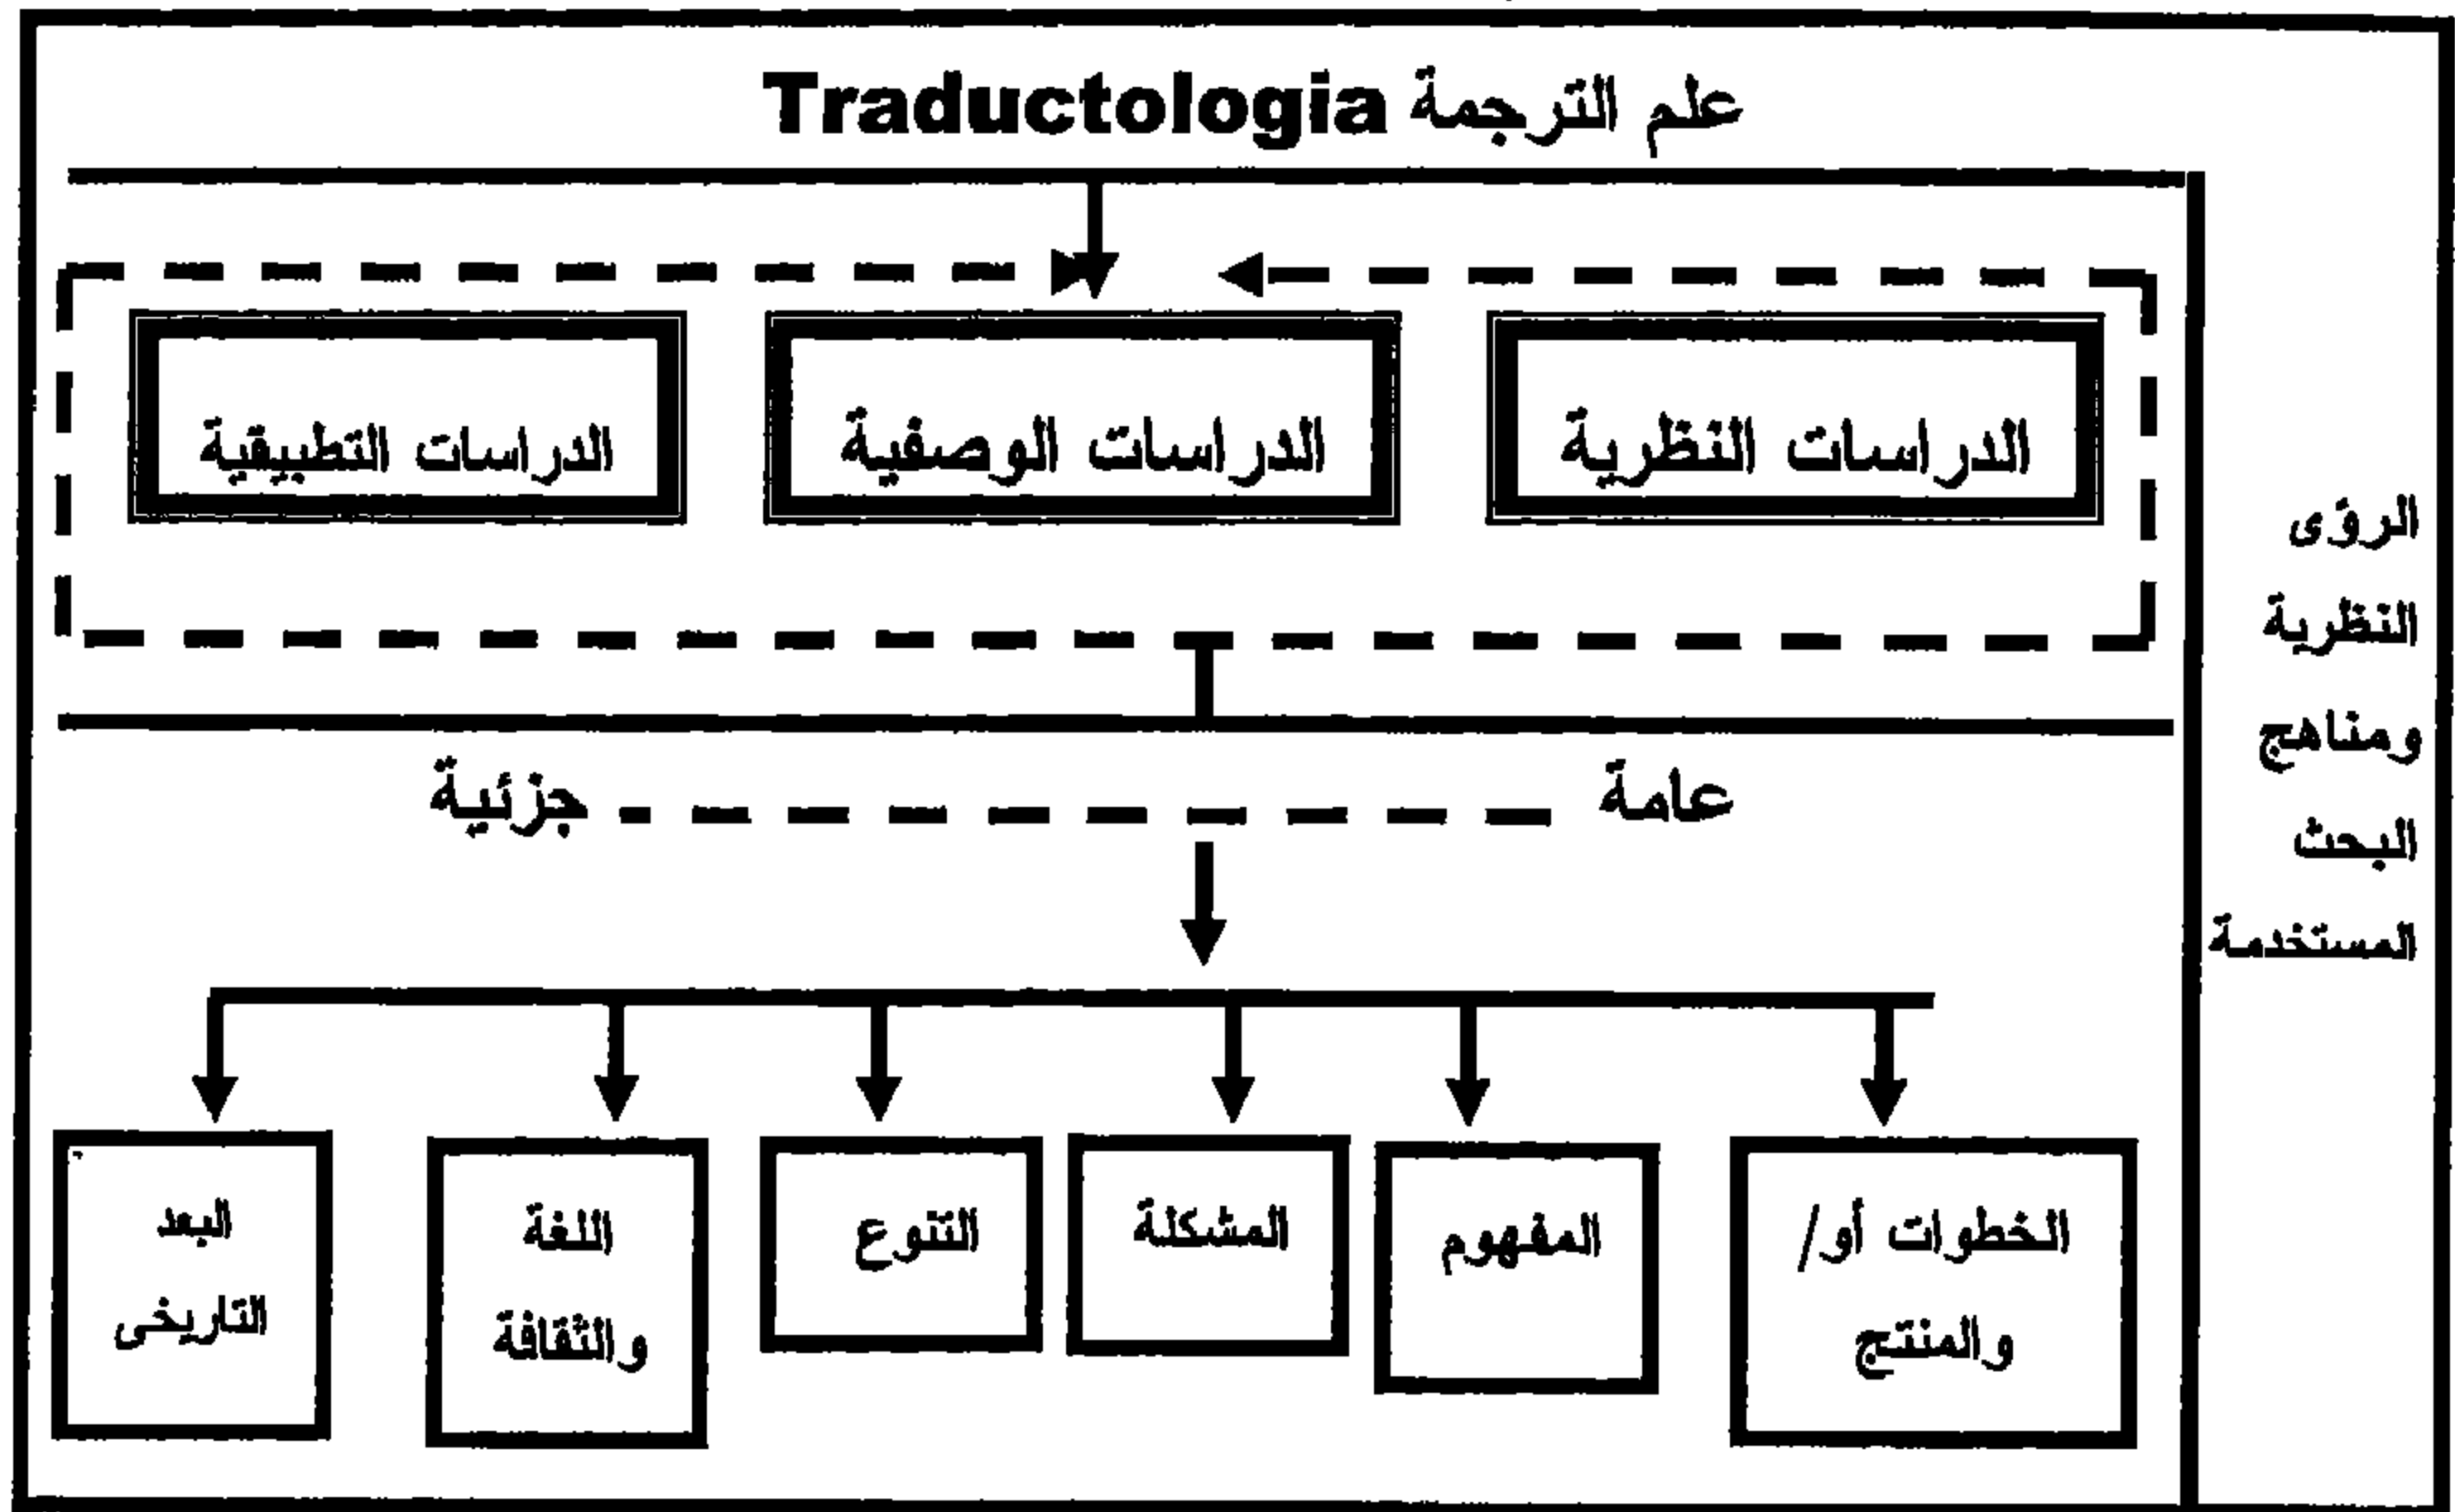 علم الترجمة Traductologia
الدراسات النظرية
الدراسات الوصفية
الدراسات التطبيقية
عامة
جزئية
الخطوات أو/
والمنتج
المفهوم
المشكلة
التنوع
اللغة
والثقافة
البعد
التاريخى
الرؤى
النظرية
ومناهج
البحث
المستخدمة